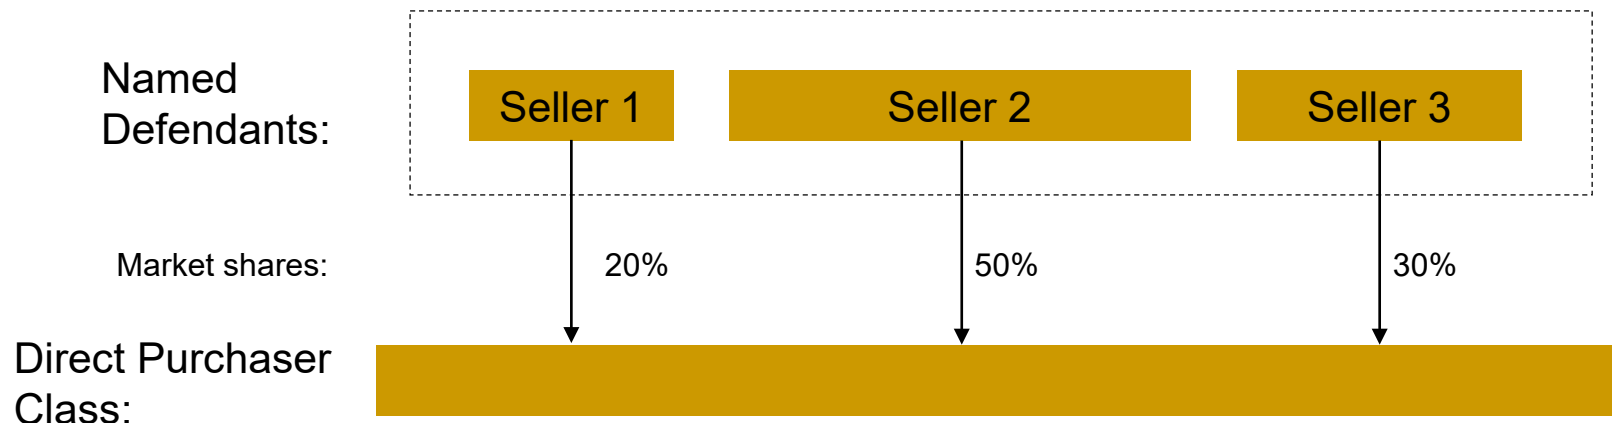 Named
Defendants:
Seller 1
Seller 2
Seller 3
Market shares:
20%
50%
30%
Direct Purchaser
Class: